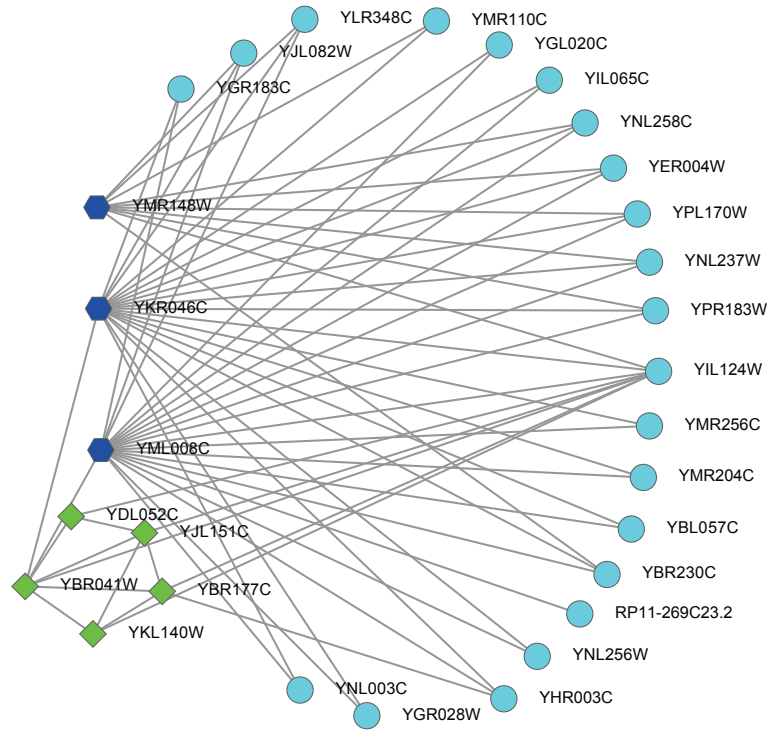 YLR348C
YMR110C
YJL082W
YGL020C
YGR183C
YIL065C
YNL258C
YER004W
YMR148W
YPL170W
YNL237W
YKR046C
YPR183W
YIL124W
YMR256C
YML008C
YMR204C
YDL052C
YJL151C
YBL057C
YBR041W
YBR177C
YBR230C
RP11-269C23.2
YKL140W
YNL256W
YNL003C
YHR003C
YGR028W